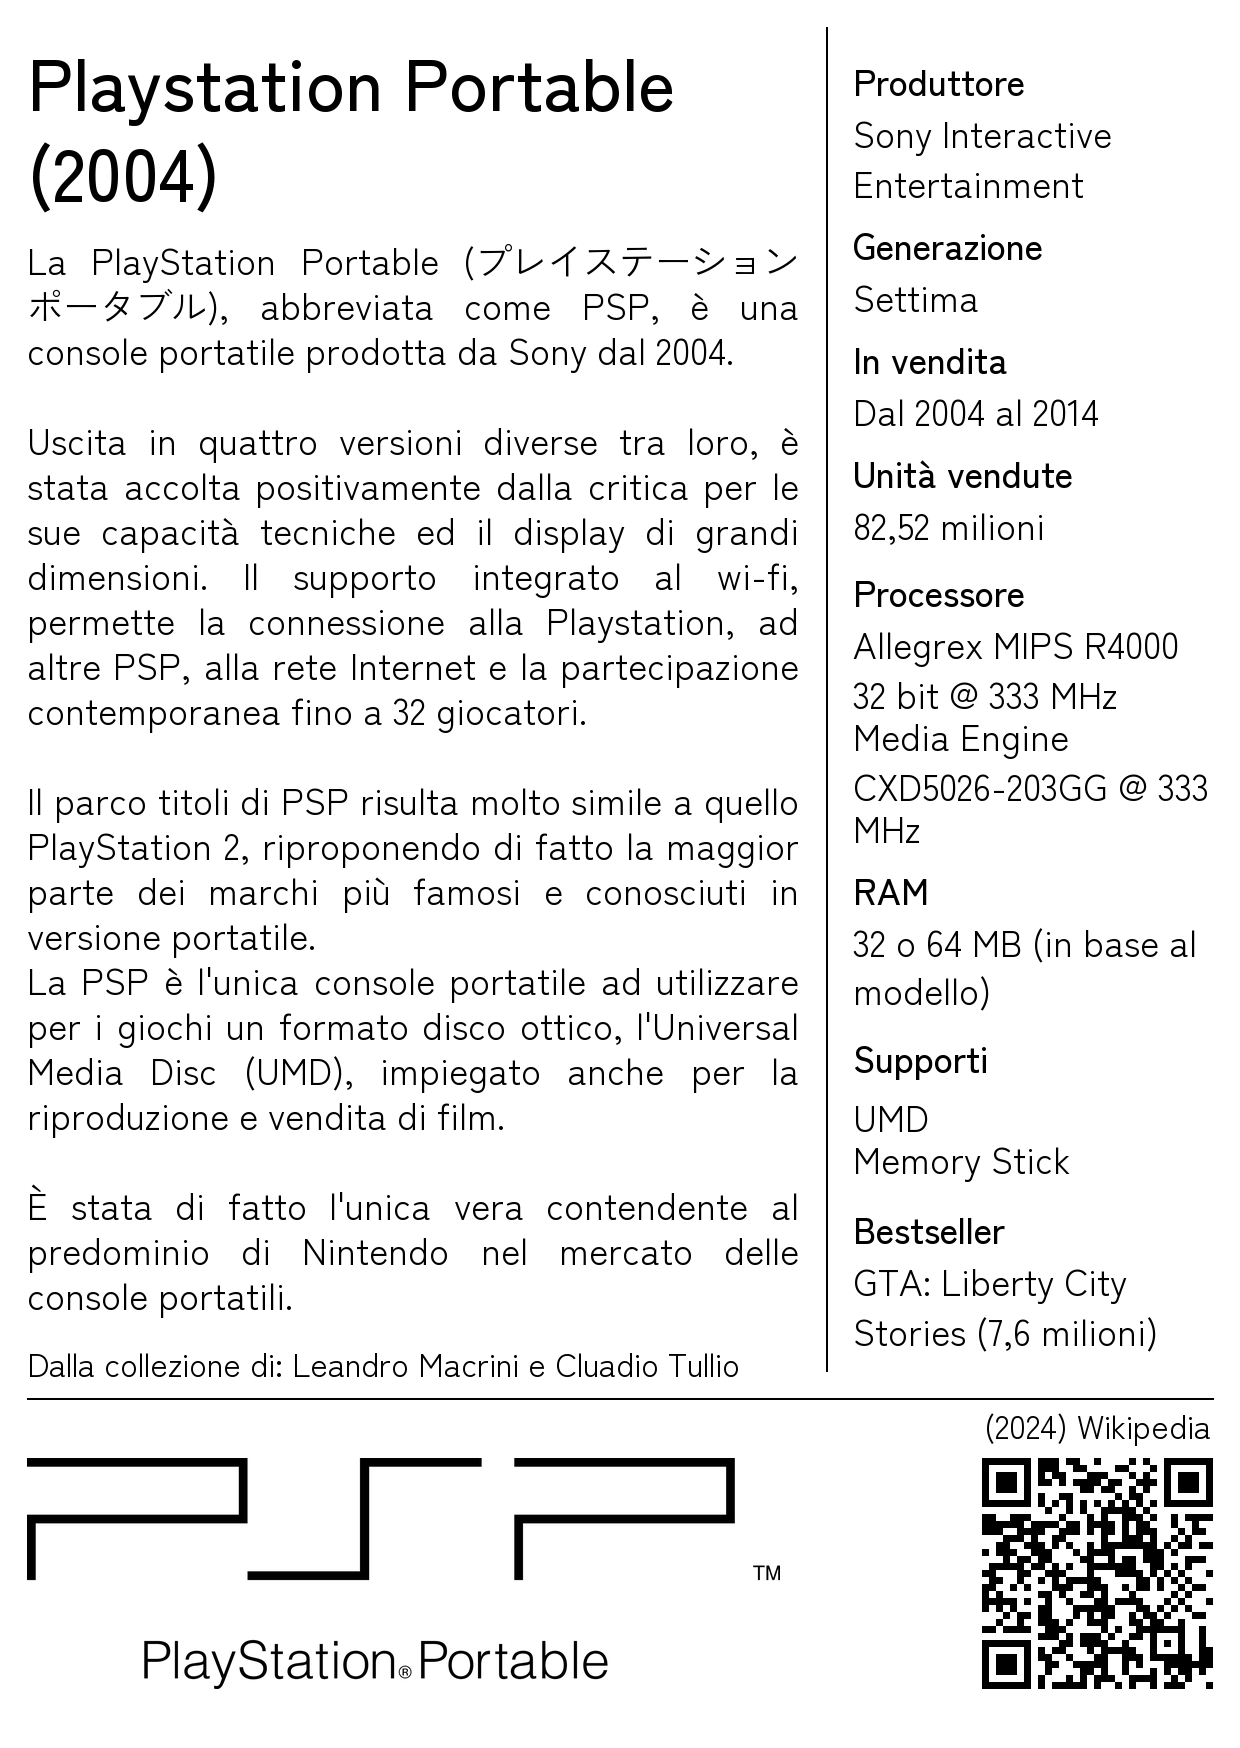 Playstation Portable
(2004)
La PlayStation Portable (プレイステーション
ポータブル), abbreviata come PSP, è una
console portatile prodotta da Sony dal 2004.
Uscita in quattro versioni diverse tra loro, è
stata accolta positivamente dalla critica per le
sue capacità tecniche ed il display di grandi
dimensioni. Il supporto integrato al wi-fi,
permette la connessione alla Playstation, ad
altre PSP, alla rete Internet e la partecipazione
contemporanea fino a 32 giocatori.
Il parco titoli di PSP risulta molto simile a quello
PlayStation 2, riproponendo di fatto la maggior
parte dei marchi più famosi e conosciuti in
versione portatile.
La PSP è l'unica console portatile ad utilizzare
per i giochi un formato disco ottico, l'Universal
Media Disc (UMD), impiegato anche per la
riproduzione e vendita di film.
È stata di fatto l'unica vera contendente al
predominio di Nintendo nel mercato delle
console portatili.
Dalla collezione di: Leandro Macrini e Cluadio Tullio
Produttore
Sony Interactive
Entertainment
Generazione
Settima
In vendita
Dal 2004 al 2014
Unità vendute
82,52 milioni
Processore
Allegrex MIPS R4000
32 bit @ 333 MHz
Media Engine
CXD5026-203GG @ 333
MHz
RAM
32 o 64 MB (in base al
modello)
Supporti
UMD
Memory Stick
Bestseller
GTA: Liberty City
Stories (7,6 milioni)
(2024) Wikipedia
PSP TM
PlayStation® Portable